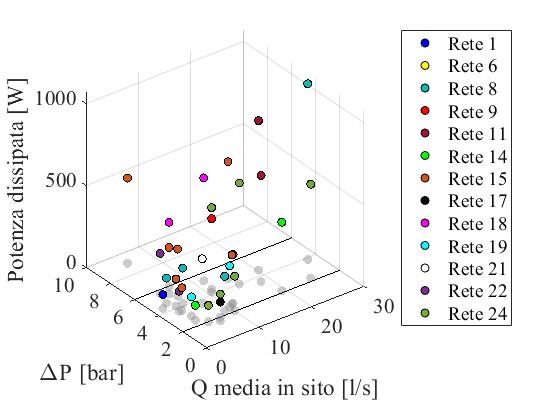 Potenza dissipata [W]
1000
500
0
10
8
6
4
2
0
ΔP [bar]
0
10
20
30
Q media in sito [l/s]
Rete 1
Rete 6
Rete 8
Rete 9
Rete 11
Rete 14
Rete 15
Rete 17
Rete 18
Rete 19
Rete 21
Rete 22
Rete 24